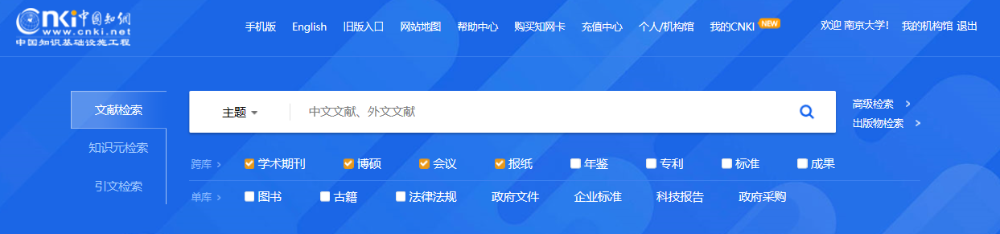 cnki中国知网
www.cnki.net
中国知识基础设施工程
手机版 English 旧版入口 网站地图 帮助中心 购买知网卡 充值中心 个人/机构馆 我的CNKI NEW 欢迎 南京大学! 我的机构馆 退出
文献检索
知识元检索
引文检索
主题 中文文献、外文文献
高级检索 >
出版物检索 >
跨库 > 学术期刊 博硕 会议 报纸 年鉴 专利 标准 成果
单库 > 图书 古籍 法律法规 政府文件 企业标准 科技报告 政府采购